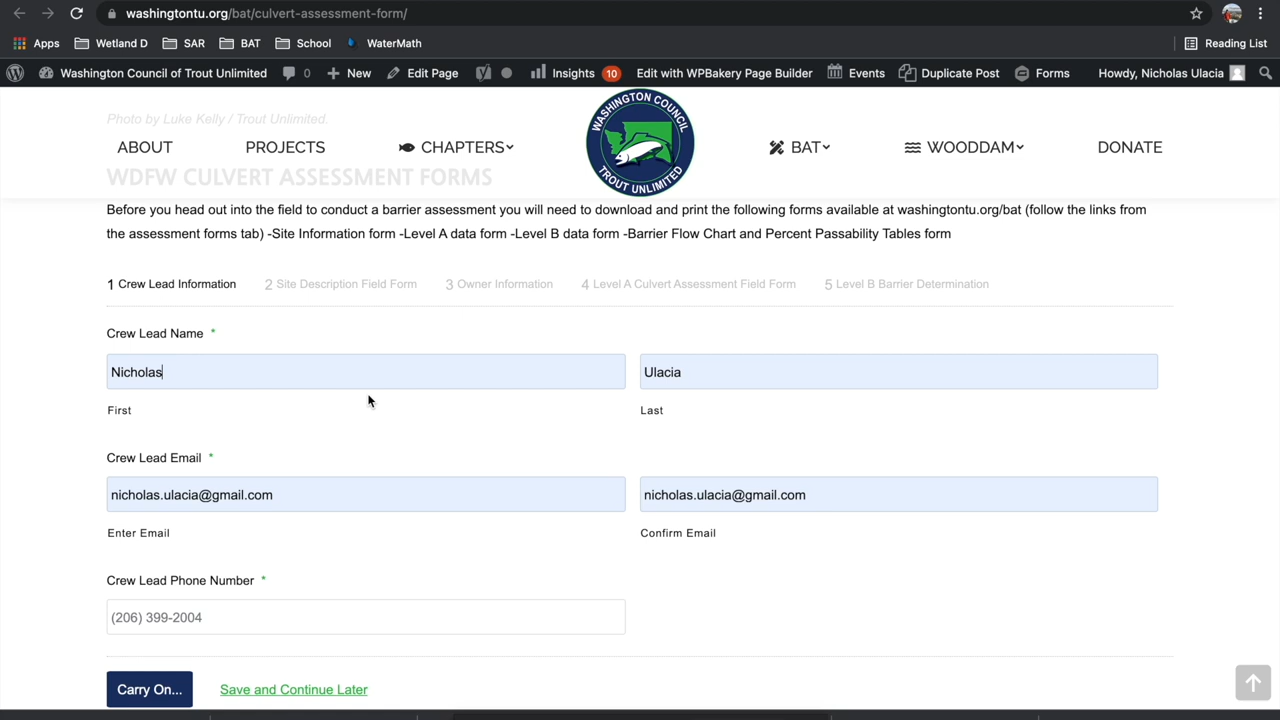 washingtontu.org/bat/culvert-assessment-form/
Apps Wetland D SAR BAT School WaterMath Reading List
Washington Council of Trout Unlimited 0 New Edit Page Insights 10 Edit with WPBakery Page Builder Events Duplicate Post Forms Howdy, Nicholas Ulacia
Photo by Luke Kelly / Trout Unlimited.
ABOUT PROJECTS CHAPTERS WASHINGTON COUNCIL TROUT UNLIMITED BAT WOODDAM DONATE
WDFW CULVERT ASSESSMENT FORMS
Before you head out into the field to conduct a barrier assessment you will need to download and print the following forms available at washingtontu.org/bat (follow the links from
the assessment forms tab) -Site Information form -Level A data form -Level B data form -Barrier Flow Chart and Percent Passability Tables form
1 Crew Lead Information 2 Site Description Field Form 3 Owner Information 4 Level A Culvert Assessment Field Form 5 Level B Barrier Determination
Crew Lead Name *
Nicholas Ulacia
First Last
Crew Lead Email *
nicholas.ulacia@gmail.com nicholas.ulacia@gmail.com
Enter Email Confirm Email
Crew Lead Phone Number *
(206) 399-2004
Carry On... Save and Continue Later